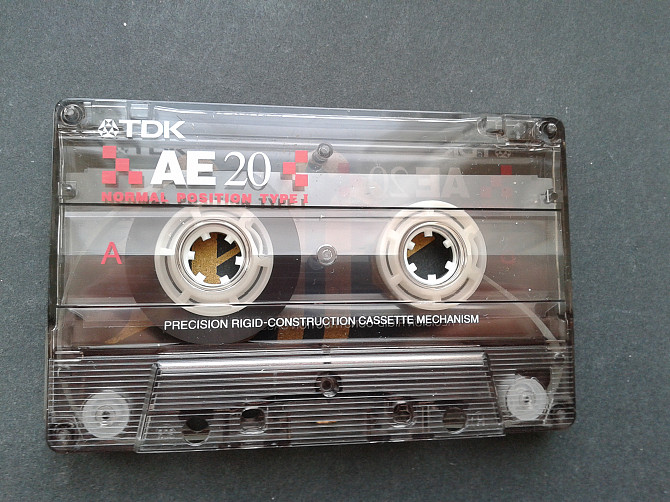 TDK
AE 20
NORMAL POSITION TYPE I
A
PRECISION RIGID-CONSTRUCTION CASSETTE MECHANISM